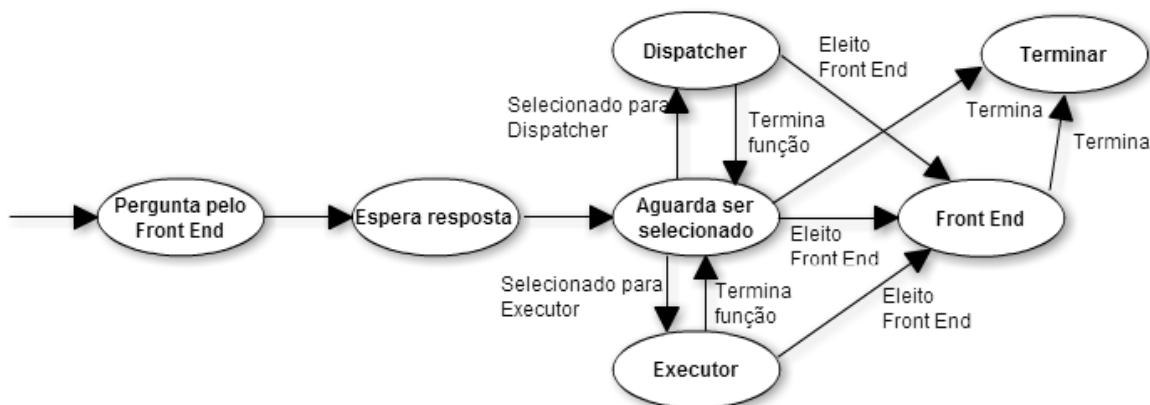 Dispatcher
Eleito
Front End
Terminar
Selecionado para
Dispatcher
Termina
função
Termina
Termina
Pergunta pelo
Front End
Espera resposta
Aguarda ser
selecionado
Front End
Eleito
Front End
Selecionado para
Executor
Termina
função
Eleito
Front End
Executor